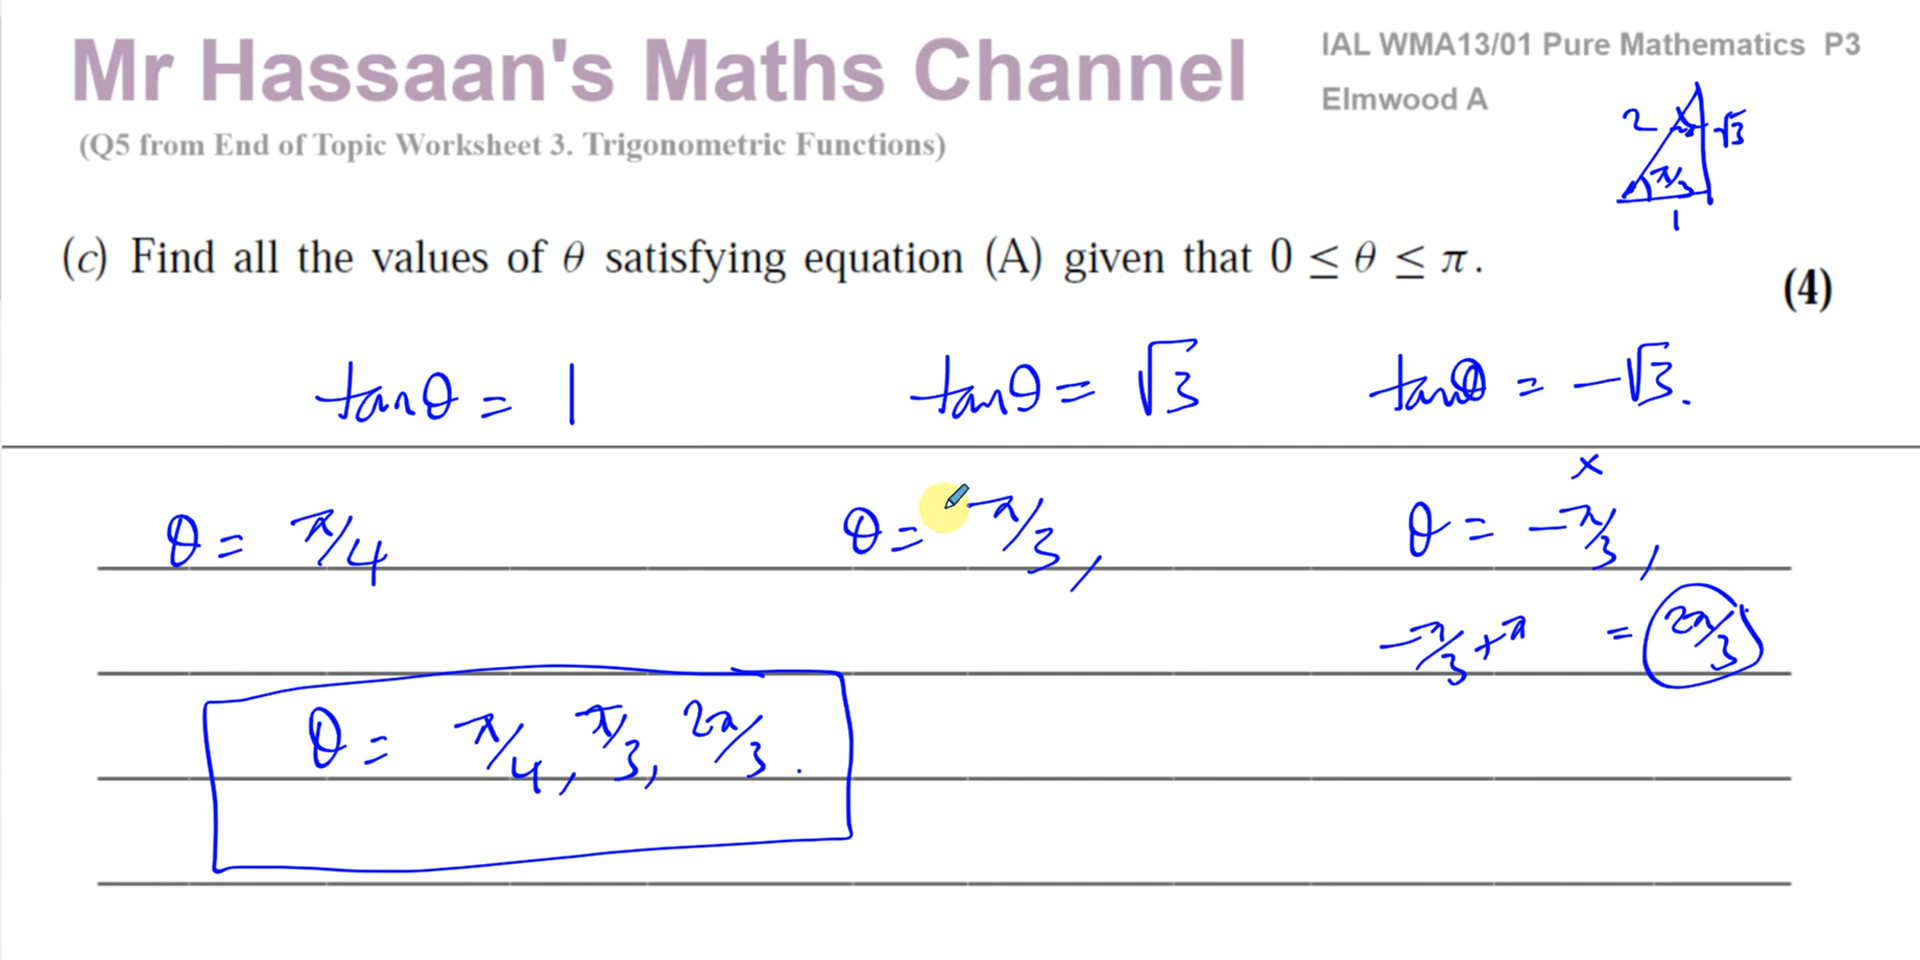 Mr Hassaan's Maths Channel
IAL WMA13/01 Pure Mathematics P3
Elmwood A
(Q5 from End of Topic Worksheet 3. Trigonometric Functions)
2 √3
π/3
1
(c) Find all the values of θ satisfying equation (A) given that 0 ≤ θ ≤ π.
(4)
tanθ = 1 tanθ = √3 tanθ = -√3.
x
θ = π/4 θ = π/3, θ = -π/3,
-π/3 + π = 2π/3
θ = π/4, π/3, 2π/3.